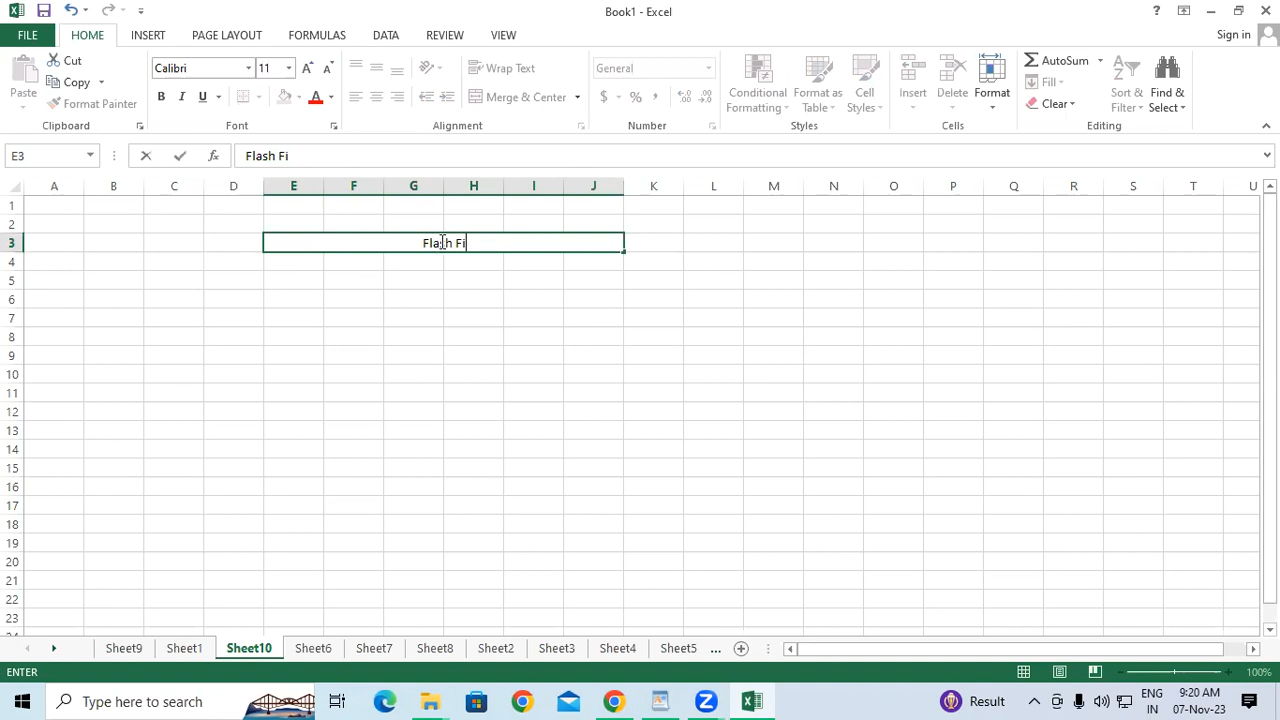 Book1 - Excel
?
FILE HOME INSERT PAGE LAYOUT FORMULAS DATA REVIEW VIEW Sign in
Paste
Cut
Copy
Format Painter
Clipboard
Calibri 11 A A
B I U A
Font
Wrap Text
Merge & Center
Alignment
General
$ % ,
Number
Conditional Formatting
Format as Table
Cell Styles
Styles
Insert
Delete
Format
Cells
AutoSum
Fill
Clear
Sort & Filter
Find & Select
Editing
E3 fx Flash Fi
A B C D E F G H I J K L M N O P Q R S T U
1
2
3 Flash Fi
4
5
6
7
8
9
10
11
12
13
14
15
16
17
18
19
20
21
22
23
24
Sheet9 Sheet1 Sheet10 Sheet6 Sheet7 Sheet8 Sheet2 Sheet3 Sheet4 Sheet5 ...
ENTER 100%
Type here to search Result ENG IN 9:20 AM 07-Nov-23